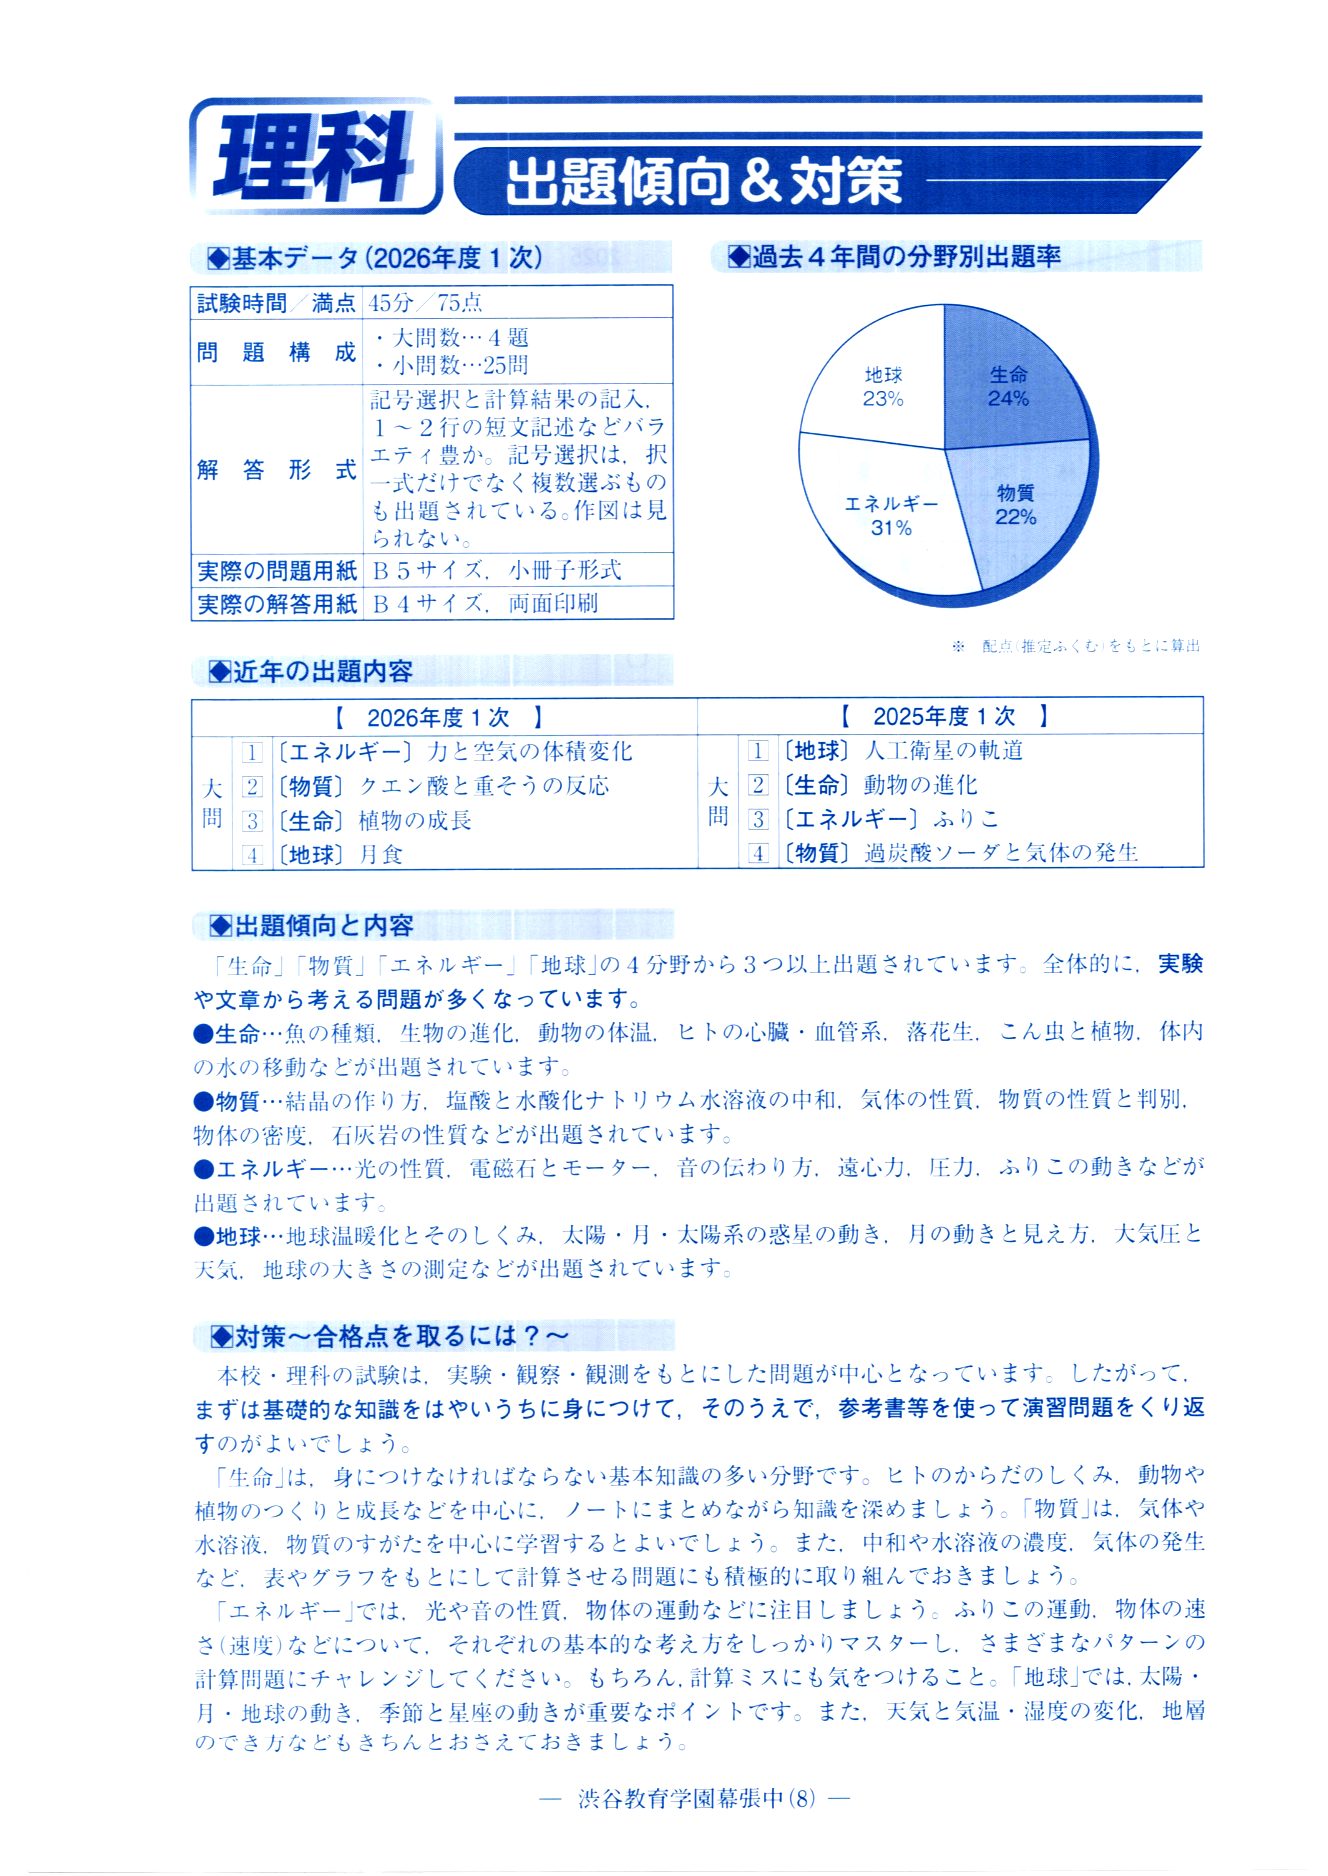 理科
出題傾向&対策
◆基本データ(2026年度1次)
試験時間／満点 45分／75点
問題構成 ・大問数…4題
・小問数…25問
解答形式 記号選択と計算結果の記入，
1～2行の短文記述などバラ
エティ豊か。記号選択は，択
一式だけでなく複数選ぶもの
も出題されている。作図は見
られない。
実際の問題用紙 B5サイズ，小冊子形式
実際の解答用紙 B4サイズ，両面印刷
◆過去4年間の分野別出題率
地球
23%
生命
24%
エネルギー
31%
物質
22%
※　配点(推定ふくむ)をもとに算出
◆近年の出題内容
【　2026年度1次　】
大問
1 〔エネルギー〕力と空気の体積変化
2 〔物質〕クエン酸と重そうの反応
3 〔生命〕植物の成長
4 〔地球〕月食
【　2025年度1次　】
大問
1 〔地球〕人工衛星の軌道
2 〔生命〕動物の進化
3 〔エネルギー〕ふりこ
4 〔物質〕過炭酸ソーダと気体の発生
◆出題傾向と内容
「生命」「物質」「エネルギー」「地球」の4分野から3つ以上出題されています。全体的に，実験
や文章から考える問題が多くなっています。
●生命…魚の種類，生物の進化，動物の体温，ヒトの心臓・血管系，落花生，こん虫と植物，体内
の水の移動などが出題されています。
●物質…結晶の作り方，塩酸と水酸化ナトリウム水溶液の中和，気体の性質，物質の性質と判別，
物体の密度，石灰岩の性質などが出題されています。
●エネルギー…光の性質，電磁石とモーター，音の伝わり方，遠心力，圧力，ふりこの動きなどが
出題されています。
●地球…地球温暖化とそのしくみ，太陽・月・太陽系の惑星の動き，月の動きと見え方，大気圧と
天気，地球の大きさの測定などが出題されています。
◆対策～合格点を取るには？～
本校・理科の試験は，実験・観察・観測をもとにした問題が中心となっています。したがって，
まずは基礎的な知識をはやいうちに身につけて，そのうえで，参考書等を使って演習問題をくり返
すのがよいでしょう。
「生命」は，身につけなければならない基本知識の多い分野です。ヒトのからだのしくみ，動物や
植物のつくりと成長などを中心に，ノートにまとめながら知識を深めましょう。「物質」は，気体や
水溶液，物質のすがたを中心に学習するとよいでしょう。また，中和や水溶液の濃度，気体の発生
など，表やグラフをもとにして計算させる問題にも積極的に取り組んでおきましょう。
「エネルギー」では，光や音の性質，物体の運動などに注目しましょう。ふりこの運動，物体の速
さ(速度)などについて，それぞれの基本的な考え方をしっかりマスターし，さまざまなパターンの
計算問題にチャレンジしてください。もちろん，計算ミスにも気をつけること。「地球」では，太陽・
月・地球の動き，季節と星座の動きが重要なポイントです。また，天気と気温・湿度の変化，地層
のでき方などもきちんとおさえておきましょう。
― 渋谷教育学園幕張中(8) ―